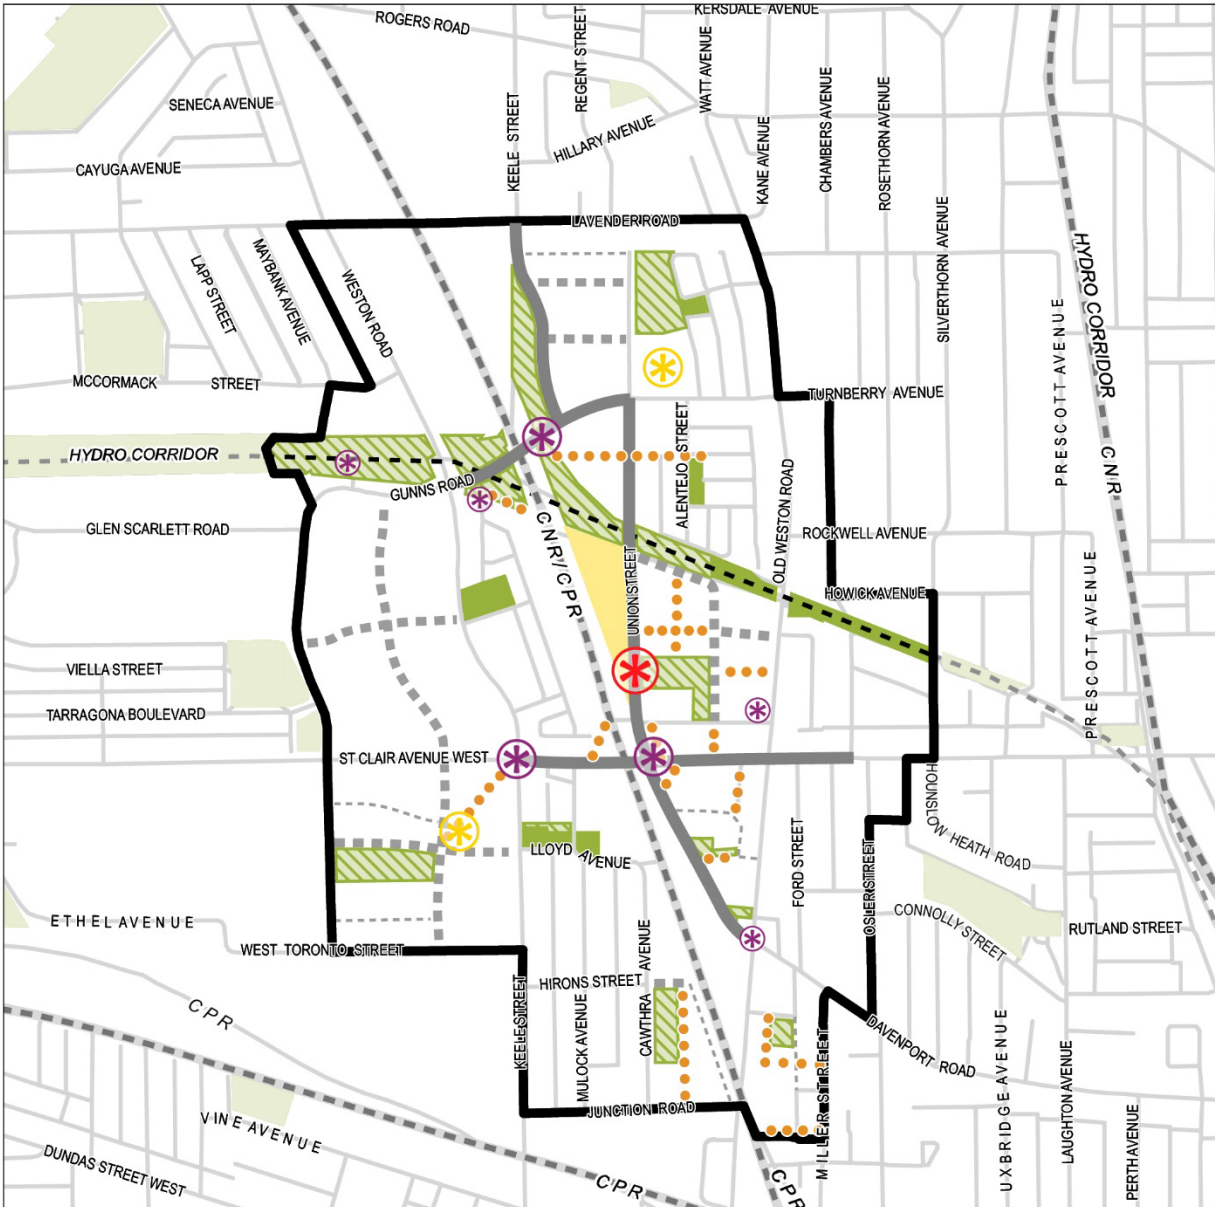 KERSDALE AVENUE
ROGERS ROAD
REGENT STREET
WATT AVENUE
KEELE STREET
CHAMBERS AVENUE
ROSETHORN AVENUE
SENECA AVENUE
HILLARY AVENUE
KANE AVENUE
CAYUGA AVENUE
LAVENDER ROAD
SILVERTHORN AVENUE
HYDRO CORRIDOR
CNR
LAPP STREET
MAYBANK AVENUE
WESTON ROAD
PRESCOTT AVENUE
MCCORMACK STREET
TURNBERRY AVENUE
ALENTEJO STREET
HYDRO CORRIDOR
GUNNS ROAD
OLD WESTON ROAD
GLEN SCARLETT ROAD
CNR / CPR
ROCKWELL AVENUE
UNION STREET
HOWICK AVENUE
PRESCOTT AVENUE
VIELLA STREET
TARRAGONA BOULEVARD
ST CLAIR AVENUE WEST
HOUNSLOW HEATH ROAD
LLOYD AVENUE
FORD STREET
OSLER STREET
CONNOLLY STREET
ETHEL AVENUE
RUTLAND STREET
WEST TORONTO STREET
CAWTHRA AVENUE
HIRONS STREET
KEELE STREET
MULOCK AVENUE
CPR
DAVENPORT ROAD
MILLER STREET
UXBRIDGE AVENUE
LAUGHTON AVENUE
JUNCTION ROAD
VINE AVENUE
PERTH AVENUE
DUNDAS STREET WEST
CPR
CPR